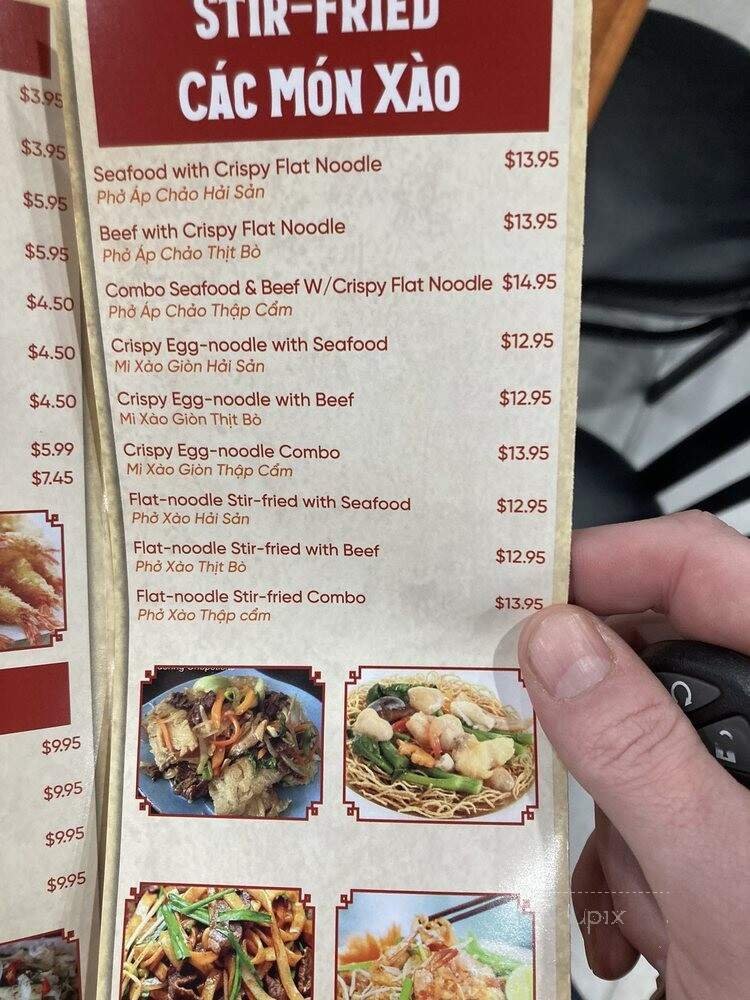 STIR-FRIED
CÁC MÓN XÀO
Seafood with Crispy Flat Noodle $13.95
Phở Áp Chảo Hải Sản
Beef with Crispy Flat Noodle $13.95
Phở Áp Chảo Thịt Bò
Combo Seafood & Beef W/Crispy Flat Noodle $14.95
Phở Áp Chảo Thập Cẩm
Crispy Egg-noodle with Seafood $12.95
Mì Xào Giòn Hải Sản
Crispy Egg-noodle with Beef $12.95
Mì Xào Giòn Thịt Bò
Crispy Egg-noodle Combo $13.95
Mì Xào Giòn Thập Cẩm
Flat-noodle Stir-fried with Seafood $12.95
Phở Xào Hải Sản
Flat-noodle Stir-fried with Beef $12.95
Phở Xào Thịt Bò
Flat-noodle Stir-fried Combo $13.95
Phở Xào Thập cẩm
$3.95
$3.95
$5.95
$5.95
$4.50
$4.50
$4.50
$5.99
$7.45
$9.95
$9.95
$9.95
$9.95